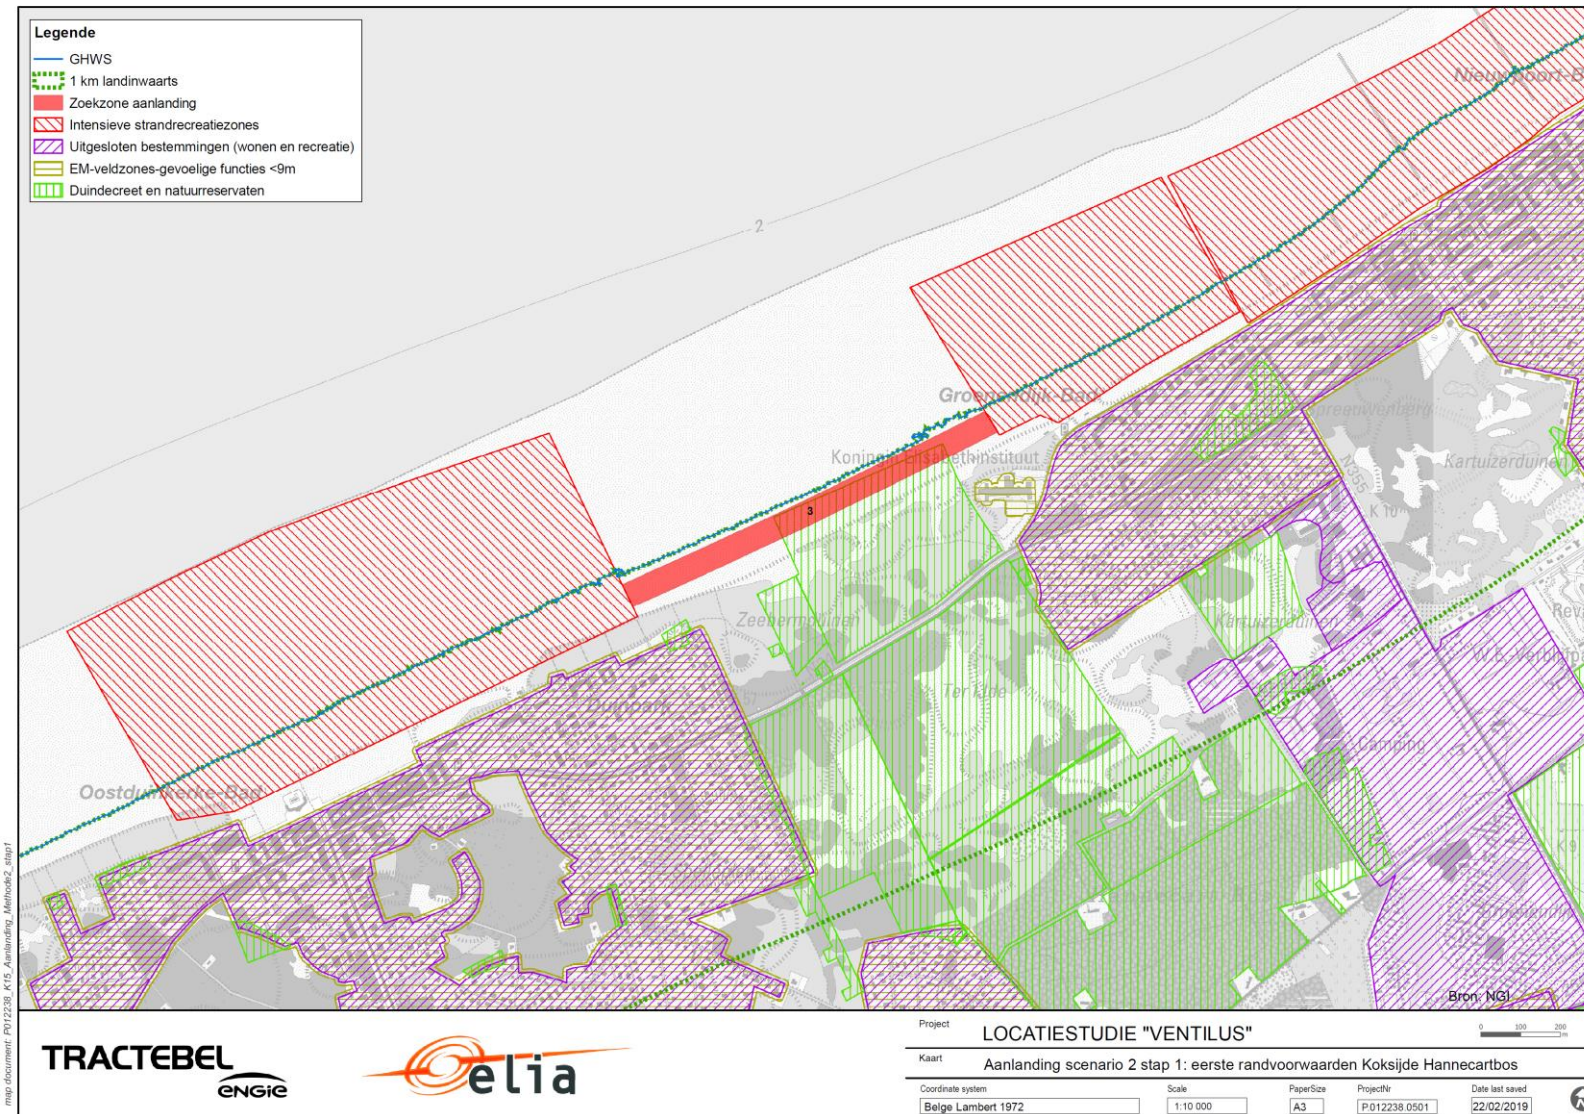 Legende
GHWS
1 km landinwaarts
Zoekzone aanlanding
Intensieve strandrecreatiezones
Uitgesloten bestemmingen (wonen en recreatie)
EM-veldzones-gevoelige functies <9m
Duindecreet en natuurreservaten
2
Groenendijk-Bad
Kartuizerduinen
N355
K 10
3
Zeebermduinen
Kartuizerduinen
Ter Yde
Camping
Oostduinkerke-Bad
K 9
Bron: NGI
map document: P012238_K15_Aanlanding_Methode2_stap1
TRACTEBEL
ENGIE
elia
Project
LOCATIESTUDIE "VENTILUS"
0 100 200
Kaart
Aanlanding scenario 2 stap 1: eerste randvoorwaarden Koksijde Hannecartbos
Coordinate system
Scale
PaperSize
ProjectNr
Date last saved
Belge Lambert 1972
1:10 000
A3
P.012238.0501
22/02/2019